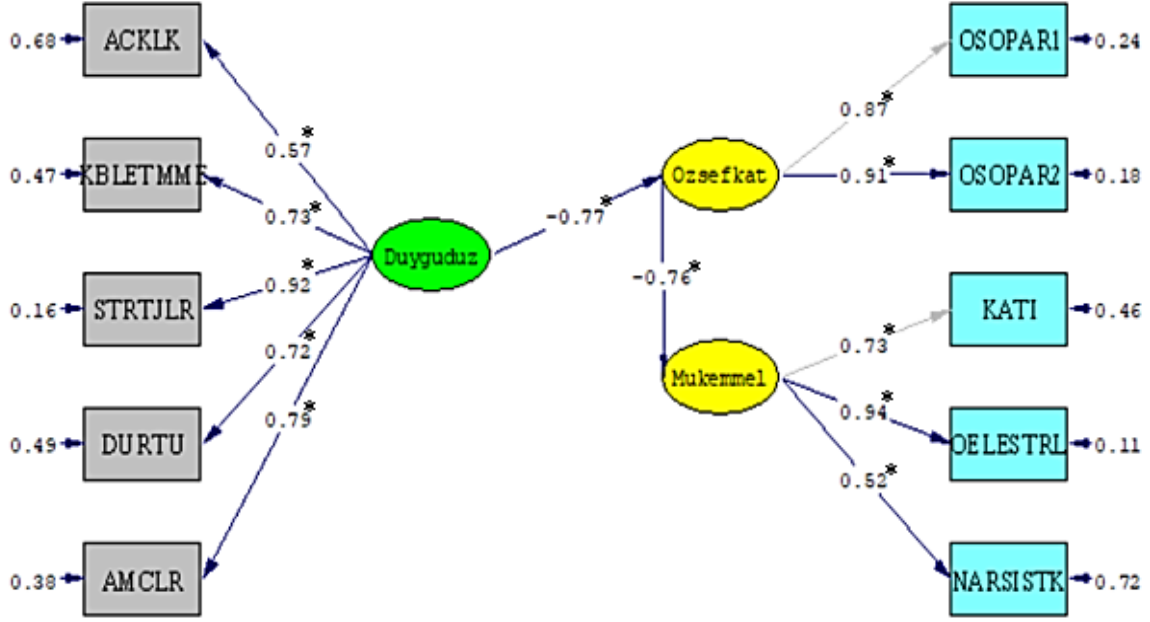 0.68 ACKLK
0.57*
0.47 KBLETMME
0.73*
0.16 STRTJLR
0.92*
0.49 DURTU
0.72*
0.38 AMCLR
0.79*
Duyguduz
-0.77*
Ozsefkat
-0.76*
Mukemmel
0.87*
OSOPAR1 0.24
0.91*
OSOPAR2 0.18
0.73*
KATI 0.46
0.94*
OELESTRL 0.11
0.52*
NARSISTK 0.72